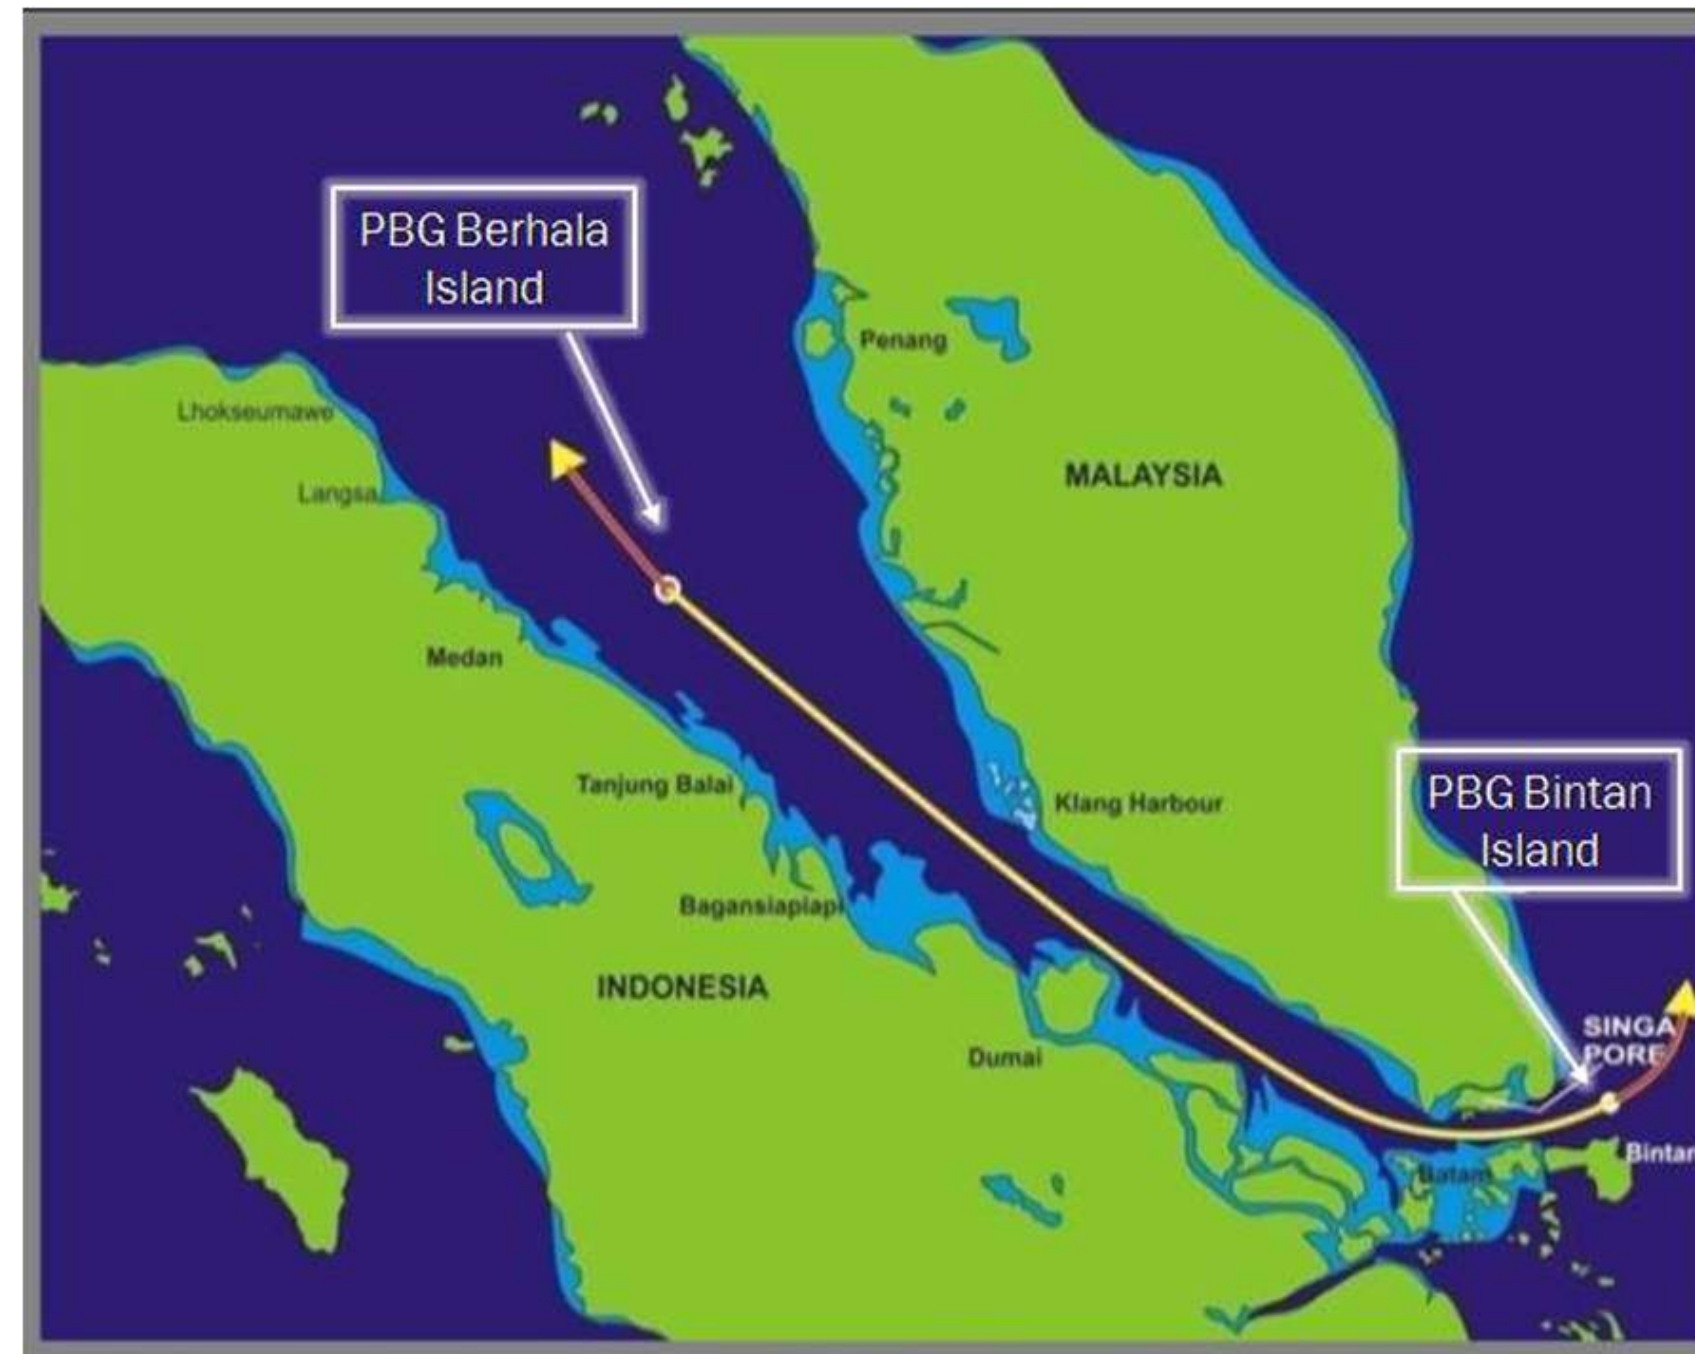 PBG Berhala
Island
Penang
Lhokseumawe
MALAYSIA
Langsa
Medan
PBG Bintan
Island
Tanjung Balai
Klang Harbour
Bagansiapiapi
INDONESIA
SINGA
PORE
Dumai
Bintan
Batam